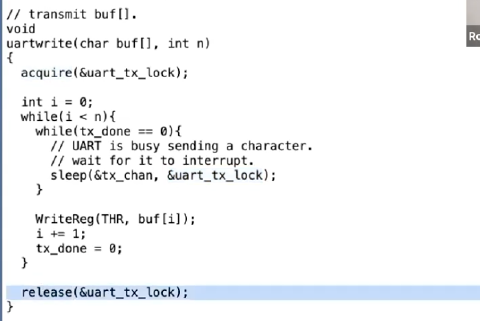 // transmit buf[].
void
uartwrite(char buf[], int n)
{
  acquire(&uart_tx_lock);

  int i = 0;
  while(i < n){
    while(tx_done == 0){
      // UART is busy sending a character.
      // wait for it to interrupt.
      sleep(&tx_chan, &uart_tx_lock);
    }

    WriteReg(THR, buf[i]);
    i += 1;
    tx_done = 0;
  }

  release(&uart_tx_lock);
}
Ro